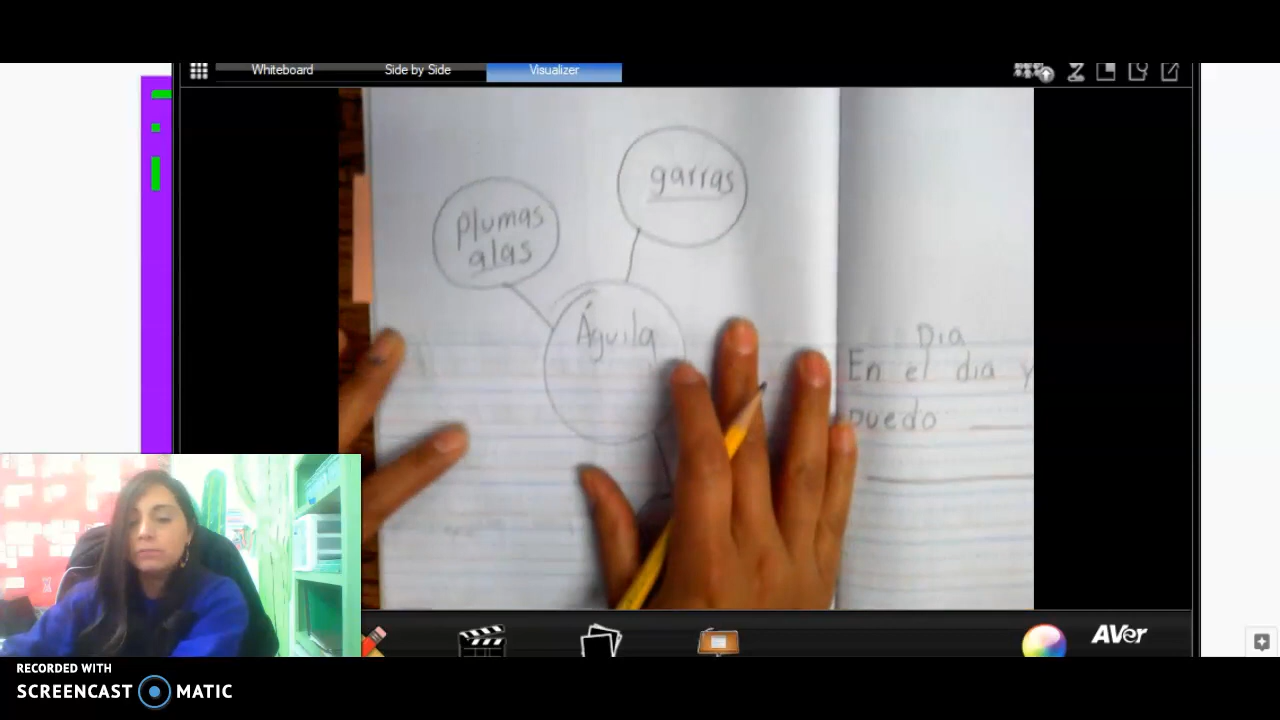 Whiteboard
Side by Side
Visualizer
garras
plumas
alas
Águila
Dia
En el dia y
puedo
AVer
RECORDED WITH
SCREENCAST MATIC